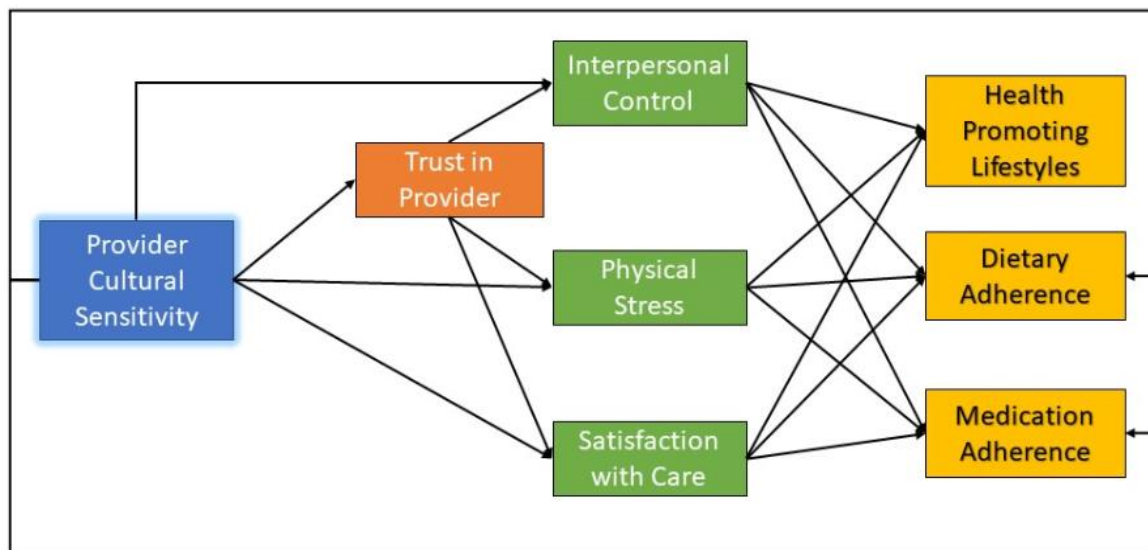 Interpersonal
Control
Health
Promoting
Lifestyles
Trust in
Provider
Provider
Cultural
Sensitivity
Physical
Stress
Dietary
Adherence
Satisfaction
with Care
Medication
Adherence